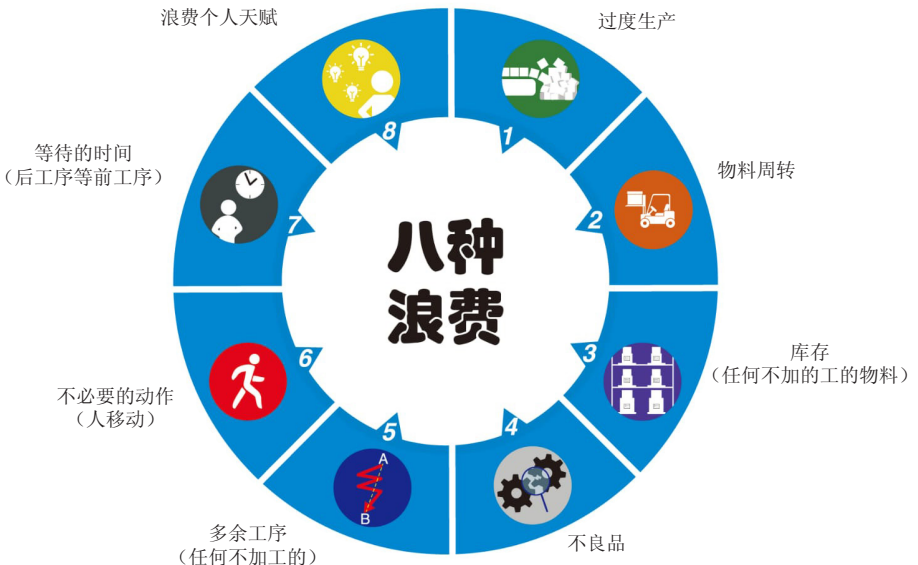 浪费个人天赋
过度生产
等待的时间
（后工序等前工序）
物料周转
8
1
7
2
八种
浪费
6
3
库存
（任何不加的工的物料）
不必要的动作
（人移动）
5
4
A
B
多余工序
（任何不加工的）
不良品